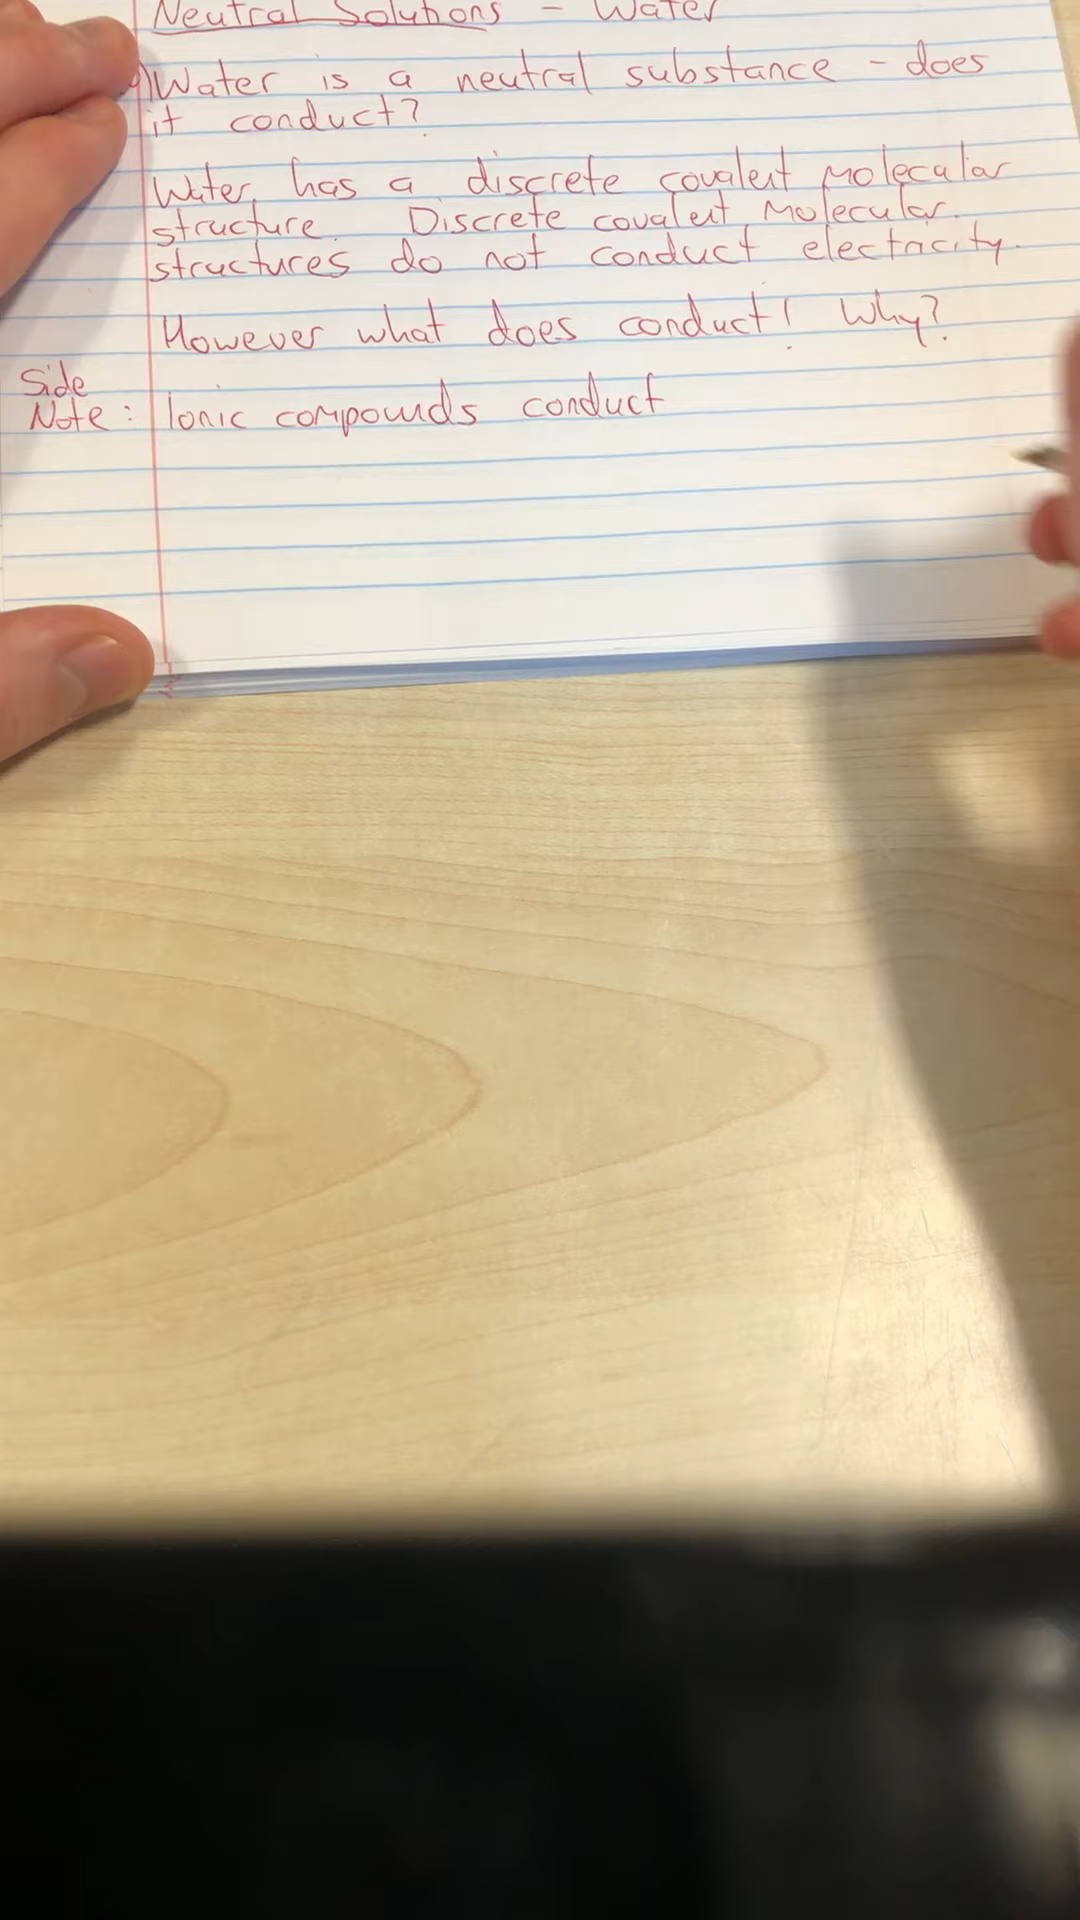 Neutral Solutions - Water
Water is a neutral substance - does
it conduct?
Water has a discrete covalent molecular
structure. Discrete covalent molecular
structures do not conduct electricity.
However what does conduct! Why?
Side
Note: Ionic compounds conduct